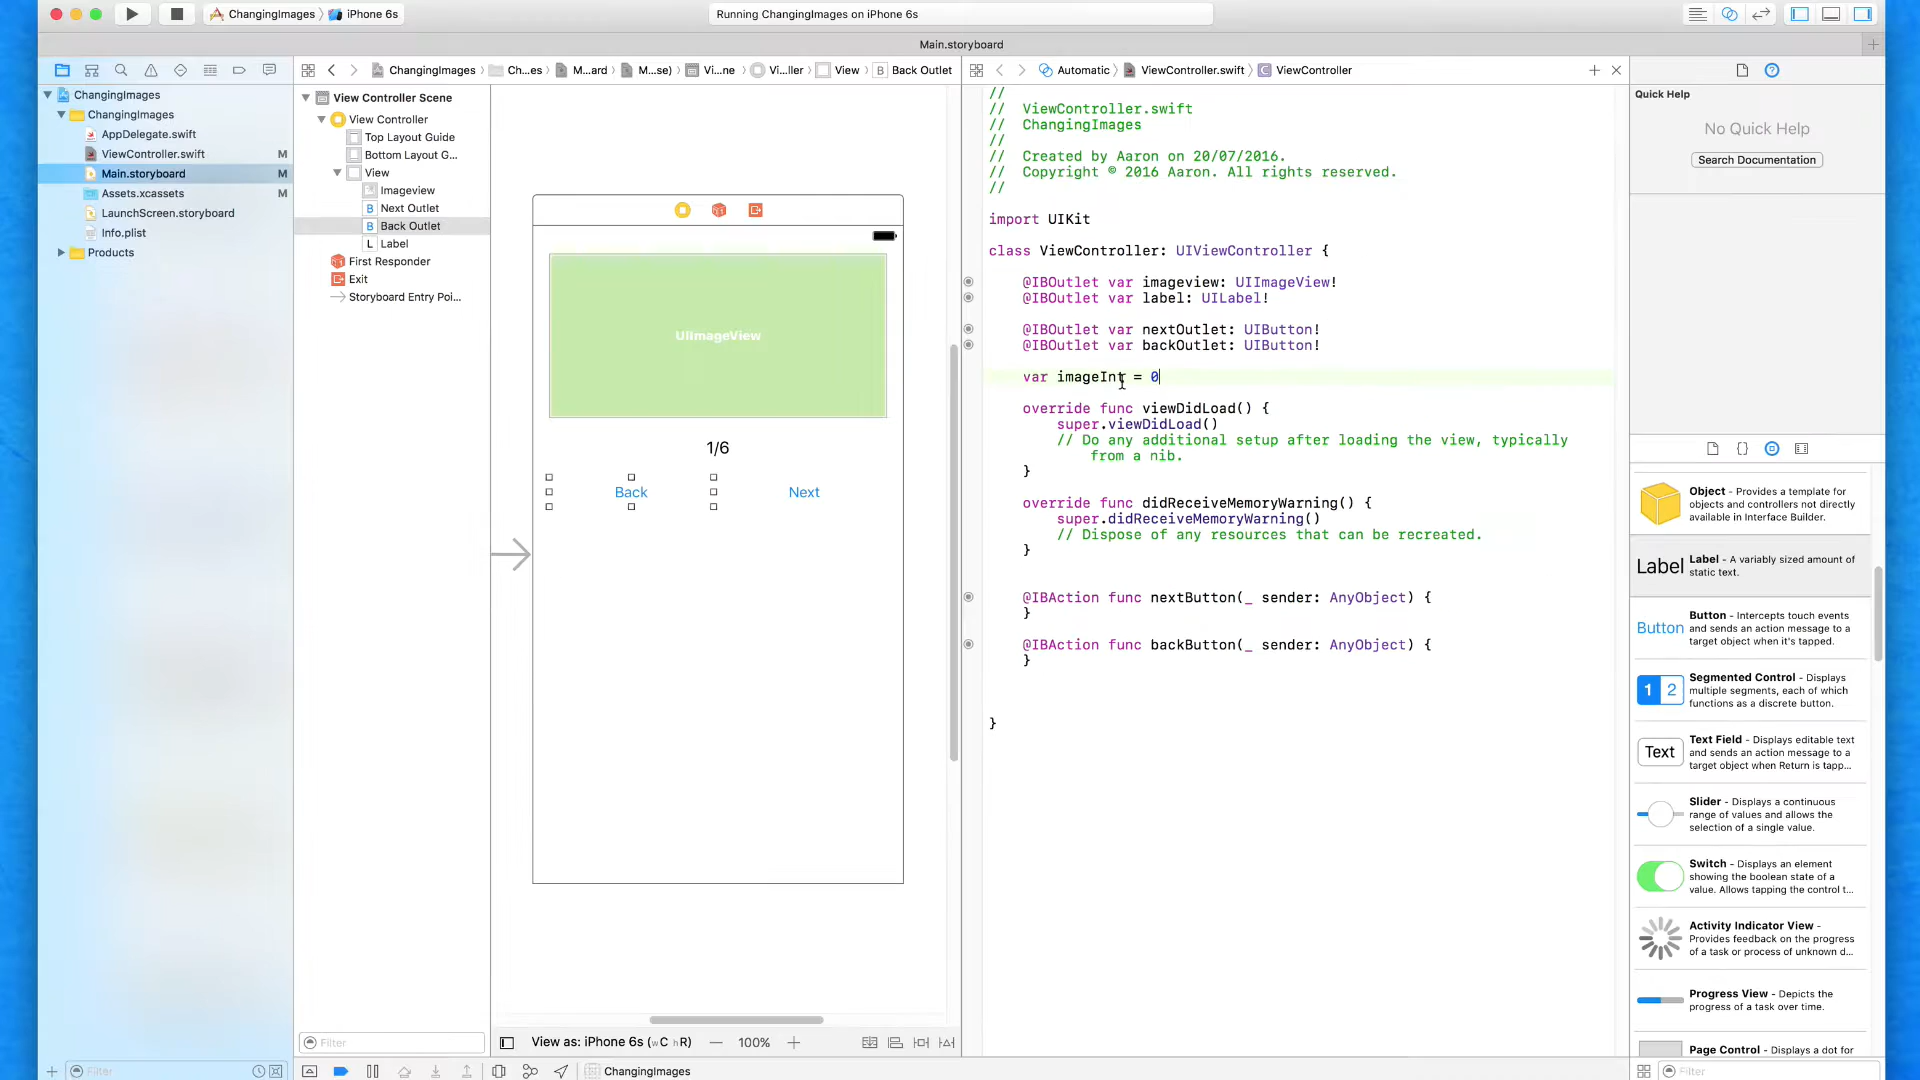 ChangingImages
iPhone 6s
Running ChangingImages on iPhone 6s
Main.storyboard
ChangingImages
Ch...es
M...ard
M...se)
Vi...ne
Vi...ller
View
B Back Outlet
Automatic
ViewController.swift
C ViewController
ChangingImages
ChangingImages
AppDelegate.swift
ViewController.swift M
Main.storyboard M
Assets.xcassets M
LaunchScreen.storyboard
Info.plist
Products
View Controller Scene
View Controller
Top Layout Guide
Bottom Layout G...
View
Imageview
B Next Outlet
B Back Outlet
L Label
First Responder
Exit
Storyboard Entry Poi...
UIImageView
1/6
Back
Next
//
// ViewController.swift
// ChangingImages
//
// Created by Aaron on 20/07/2016.
// Copyright © 2016 Aaron. All rights reserved.
//
import UIKit
class ViewController: UIViewController {
@IBOutlet var imageview: UIImageView!
@IBOutlet var label: UILabel!
@IBOutlet var nextOutlet: UIButton!
@IBOutlet var backOutlet: UIButton!
var imageInt = 0
override func viewDidLoad() {
super.viewDidLoad()
// Do any additional setup after loading the view, typically
from a nib.
}
override func didReceiveMemoryWarning() {
super.didReceiveMemoryWarning()
// Dispose of any resources that can be recreated.
}
@IBAction func nextButton(_ sender: AnyObject) {
}
@IBAction func backButton(_ sender: AnyObject) {
}
}
Quick Help
No Quick Help
Search Documentation
Object - Provides a template for
objects and controllers not directly
available in Interface Builder.
Label
Label - A variably sized amount of
static text.
Button
Button - Intercepts touch events
and sends an action message to a
target object when it's tapped.
1 2
Segmented Control - Displays
multiple segments, each of which
functions as a discrete button.
Text
Text Field - Displays editable text
and sends an action message to a
target object when Return is tapp...
Slider - Displays a continuous
range of values and allows the
selection of a single value.
Switch - Displays an element
showing the boolean state of a
value. Allows tapping the control t...
Activity Indicator View -
Provides feedback on the progress
of a task or process of unknown d...
Progress View - Depicts the
progress of a task over time.
Page Control - Displays a dot for
Filter
View as: iPhone 6s (wC hR)
100%
Filter
ChangingImages
Filter